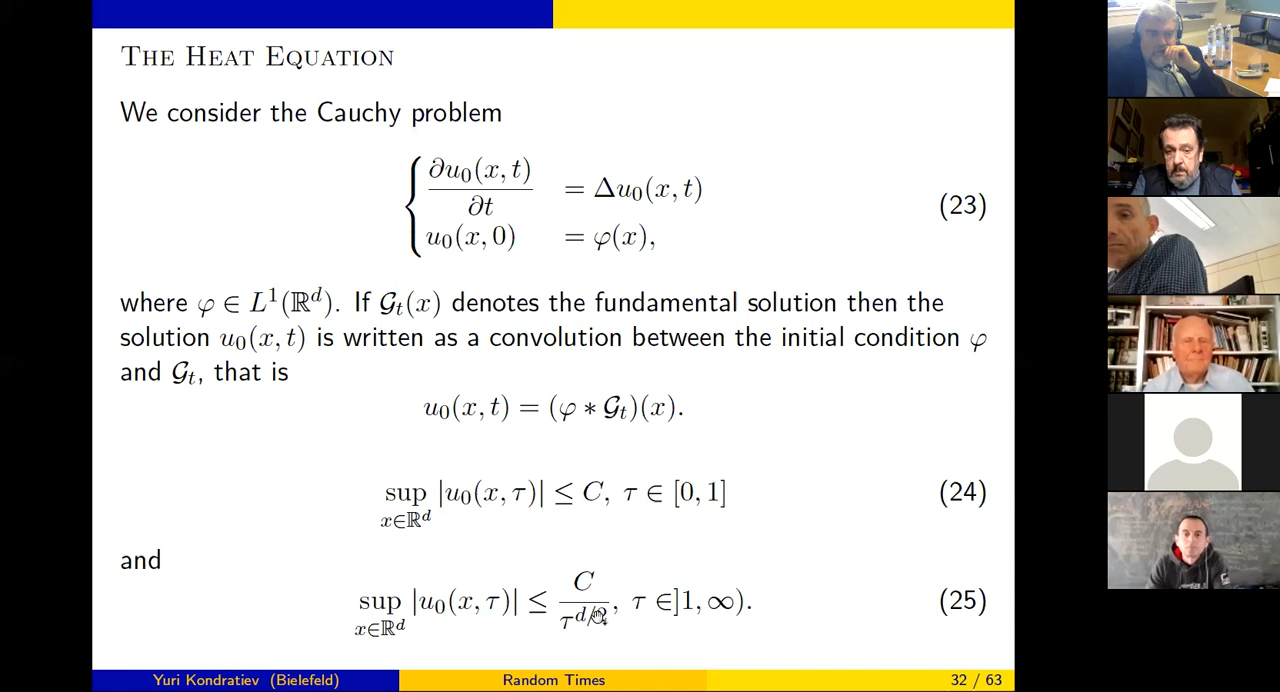 THE HEAT EQUATION
We consider the Cauchy problem
∂u₀(x, t)/∂t = Δu₀(x, t)
u₀(x, 0) = φ(x),
(23)
where φ ∈ L¹(ℝᵈ). If 𝒢ₜ(x) denotes the fundamental solution then the
solution u₀(x, t) is written as a convolution between the initial condition φ
and 𝒢ₜ, that is
u₀(x, t) = (φ ∗ 𝒢ₜ)(x).
sup_{x∈ℝᵈ} |u₀(x, τ)| ≤ C, τ ∈ [0, 1] (24)
and
sup_{x∈ℝᵈ} |u₀(x, τ)| ≤ C/τ^{d/2}, τ ∈]1, ∞). (25)
Yuri Kondratiev (Bielefeld) Random Times 32 / 63